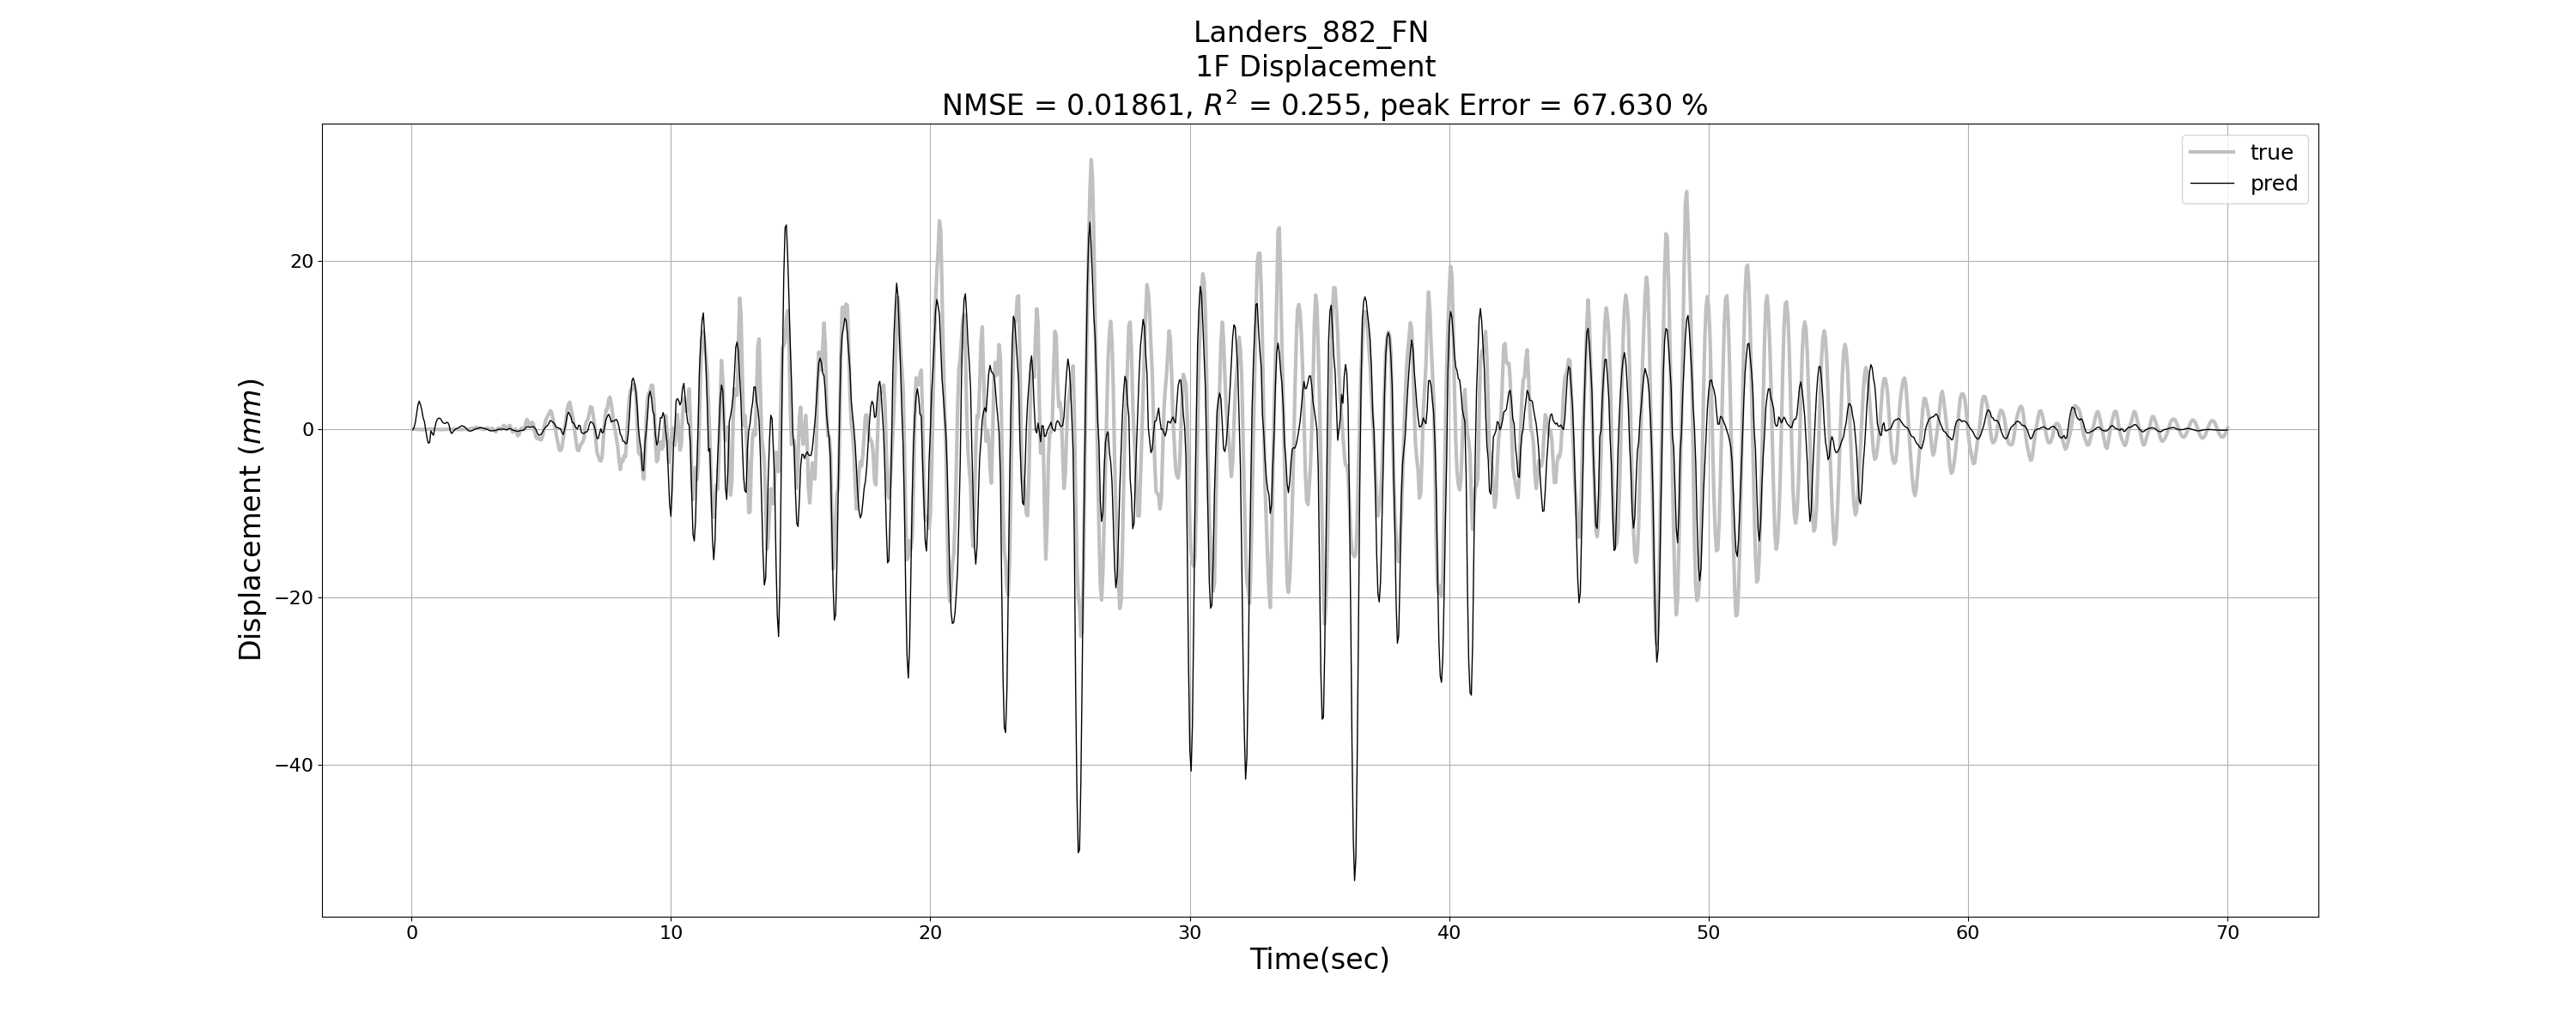 Landers_882_FN
1F Displacement
NMSE = 0.01861, R² = 0.255, peak Error = 67.630 %
true
pred
Displacement (mm)
20
0
−20
−40
0 10 20 30 40 50 60 70
Time(sec)